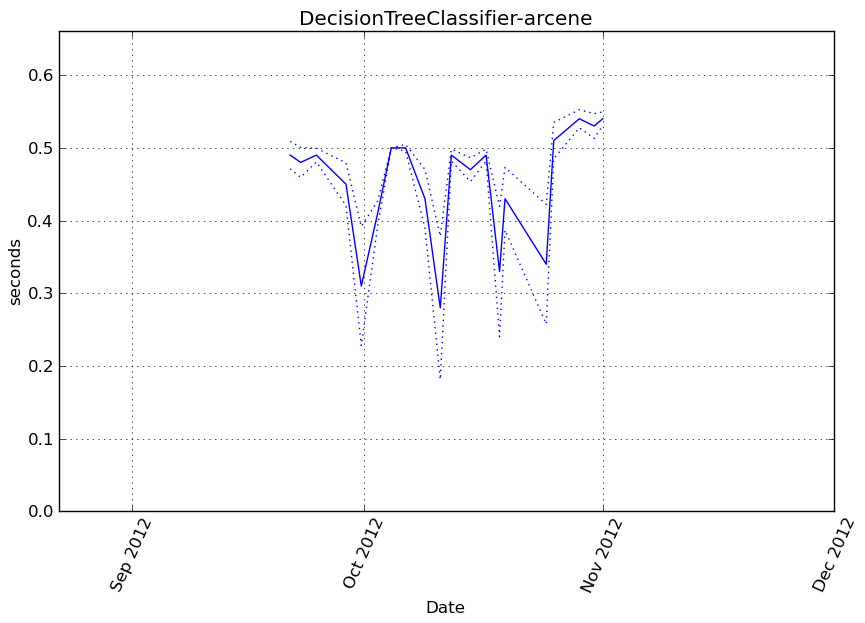 DecisionTreeClassifier-arcene
0.6
0.5
0.4
0.3
0.2
0.1
0.0
seconds
Sep 2012
Oct 2012
Nov 2012
Dec 2012
Date